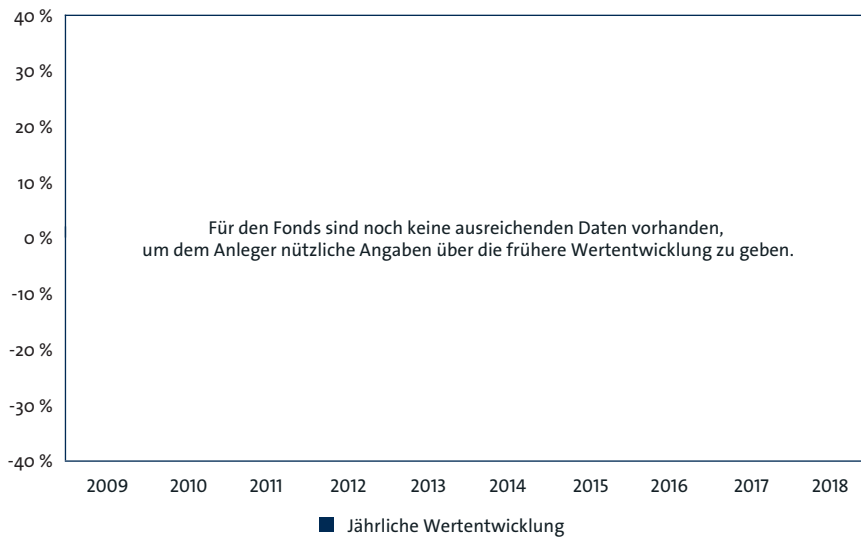 40 %
30 %
20 %
10 %
0 %
-10 %
-20 %
-30 %
-40 %
Für den Fonds sind noch keine ausreichenden Daten vorhanden,
um dem Anleger nützliche Angaben über die frühere Wertentwicklung zu geben.
2009 2010 2011 2012 2013 2014 2015 2016 2017 2018
Jährliche Wertentwicklung